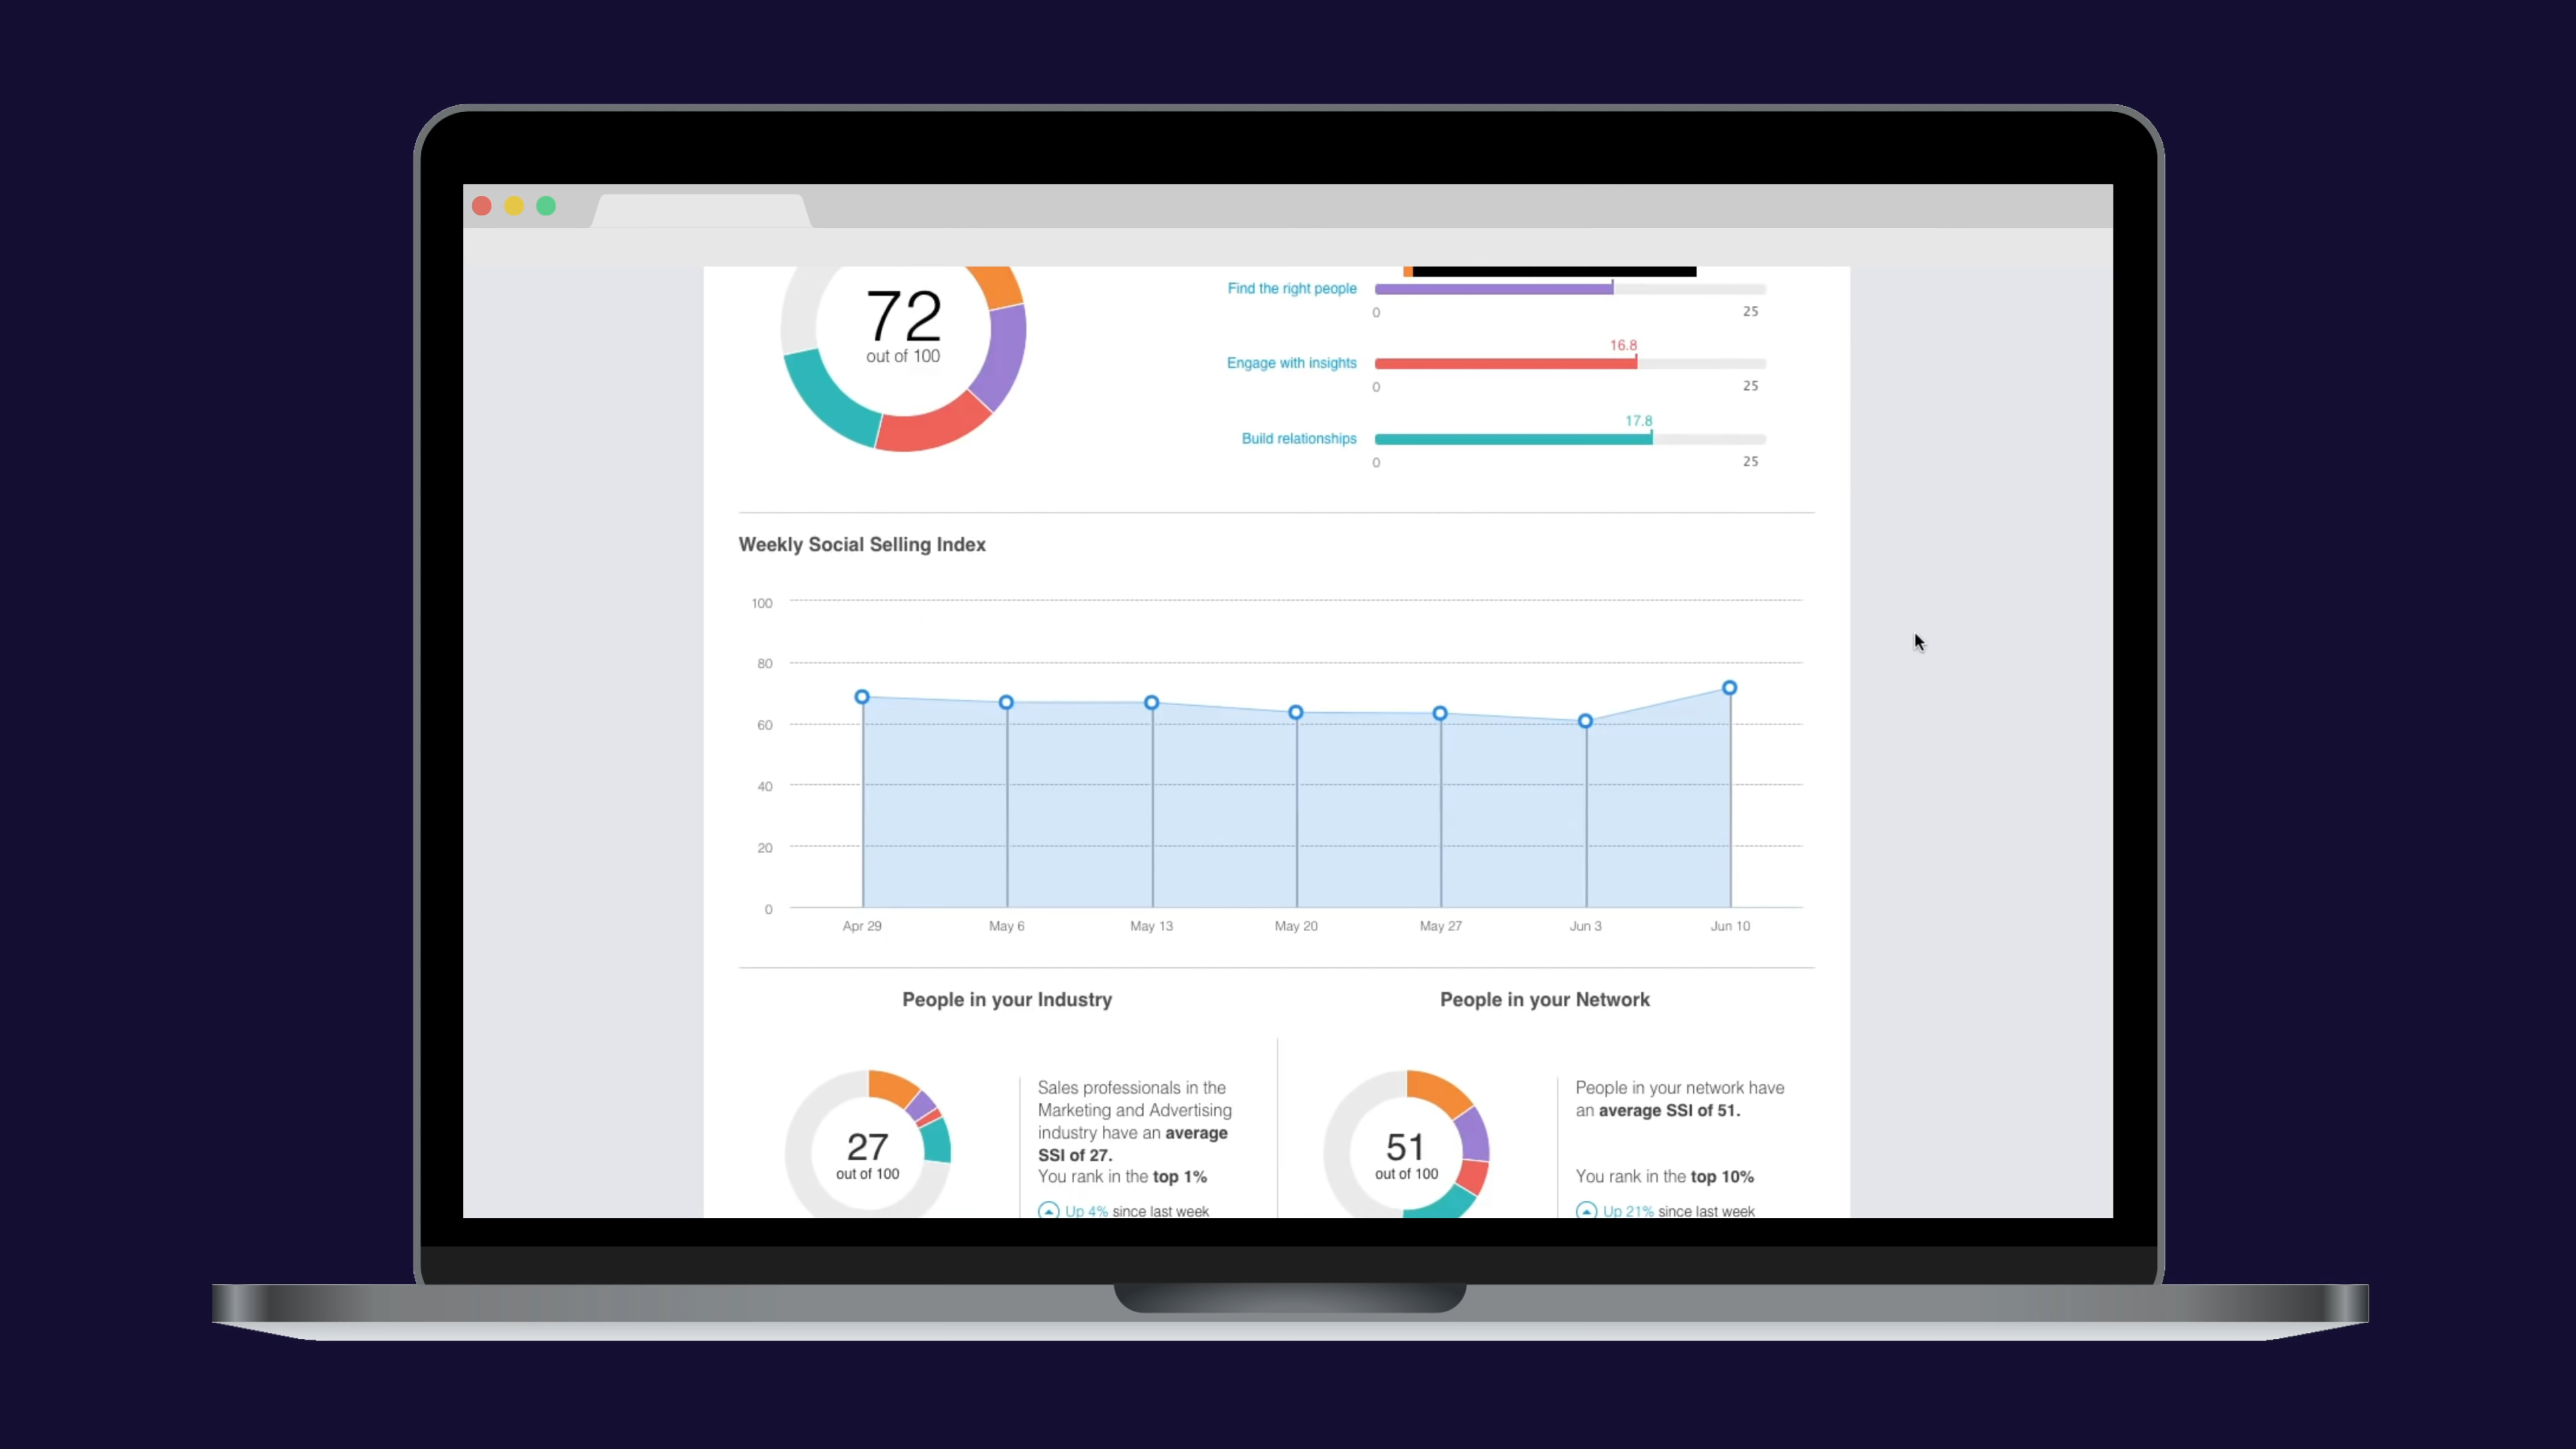 72
out of 100
Find the right people
0 25
16.8
Engage with insights
0 25
17.8
Build relationships
0 25
Weekly Social Selling Index
100
80
60
40
20
0
Apr 29 May 6 May 13 May 20 May 27 Jun 3 Jun 10
People in your Industry
27
out of 100
Sales professionals in the
Marketing and Advertising
industry have an average
SSI of 27.
You rank in the top 1%
Up 4% since last week
People in your Network
51
out of 100
People in your network have
an average SSI of 51.
You rank in the top 10%
Up 21% since last week